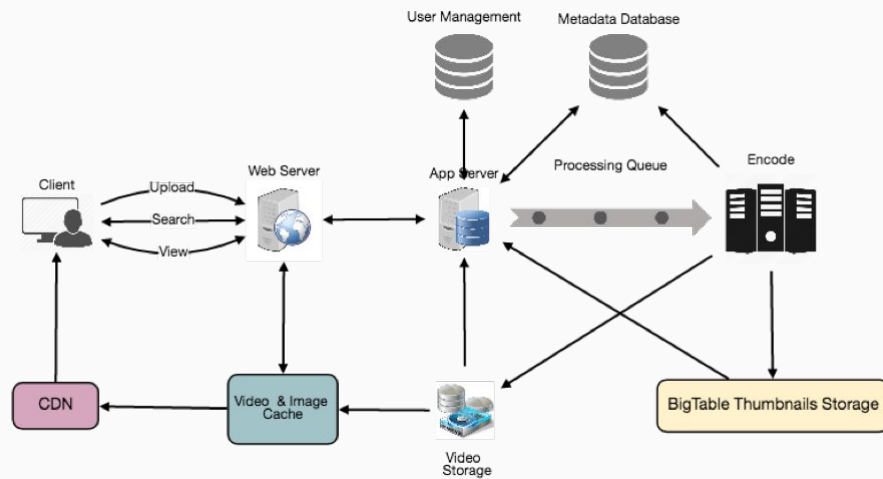 User Management
Metadata Database
Client
Upload
Search
View
Web Server
App Server
Processing Queue
Encode
CDN
Video & Image
Cache
Video
Storage
BigTable Thumbnails Storage